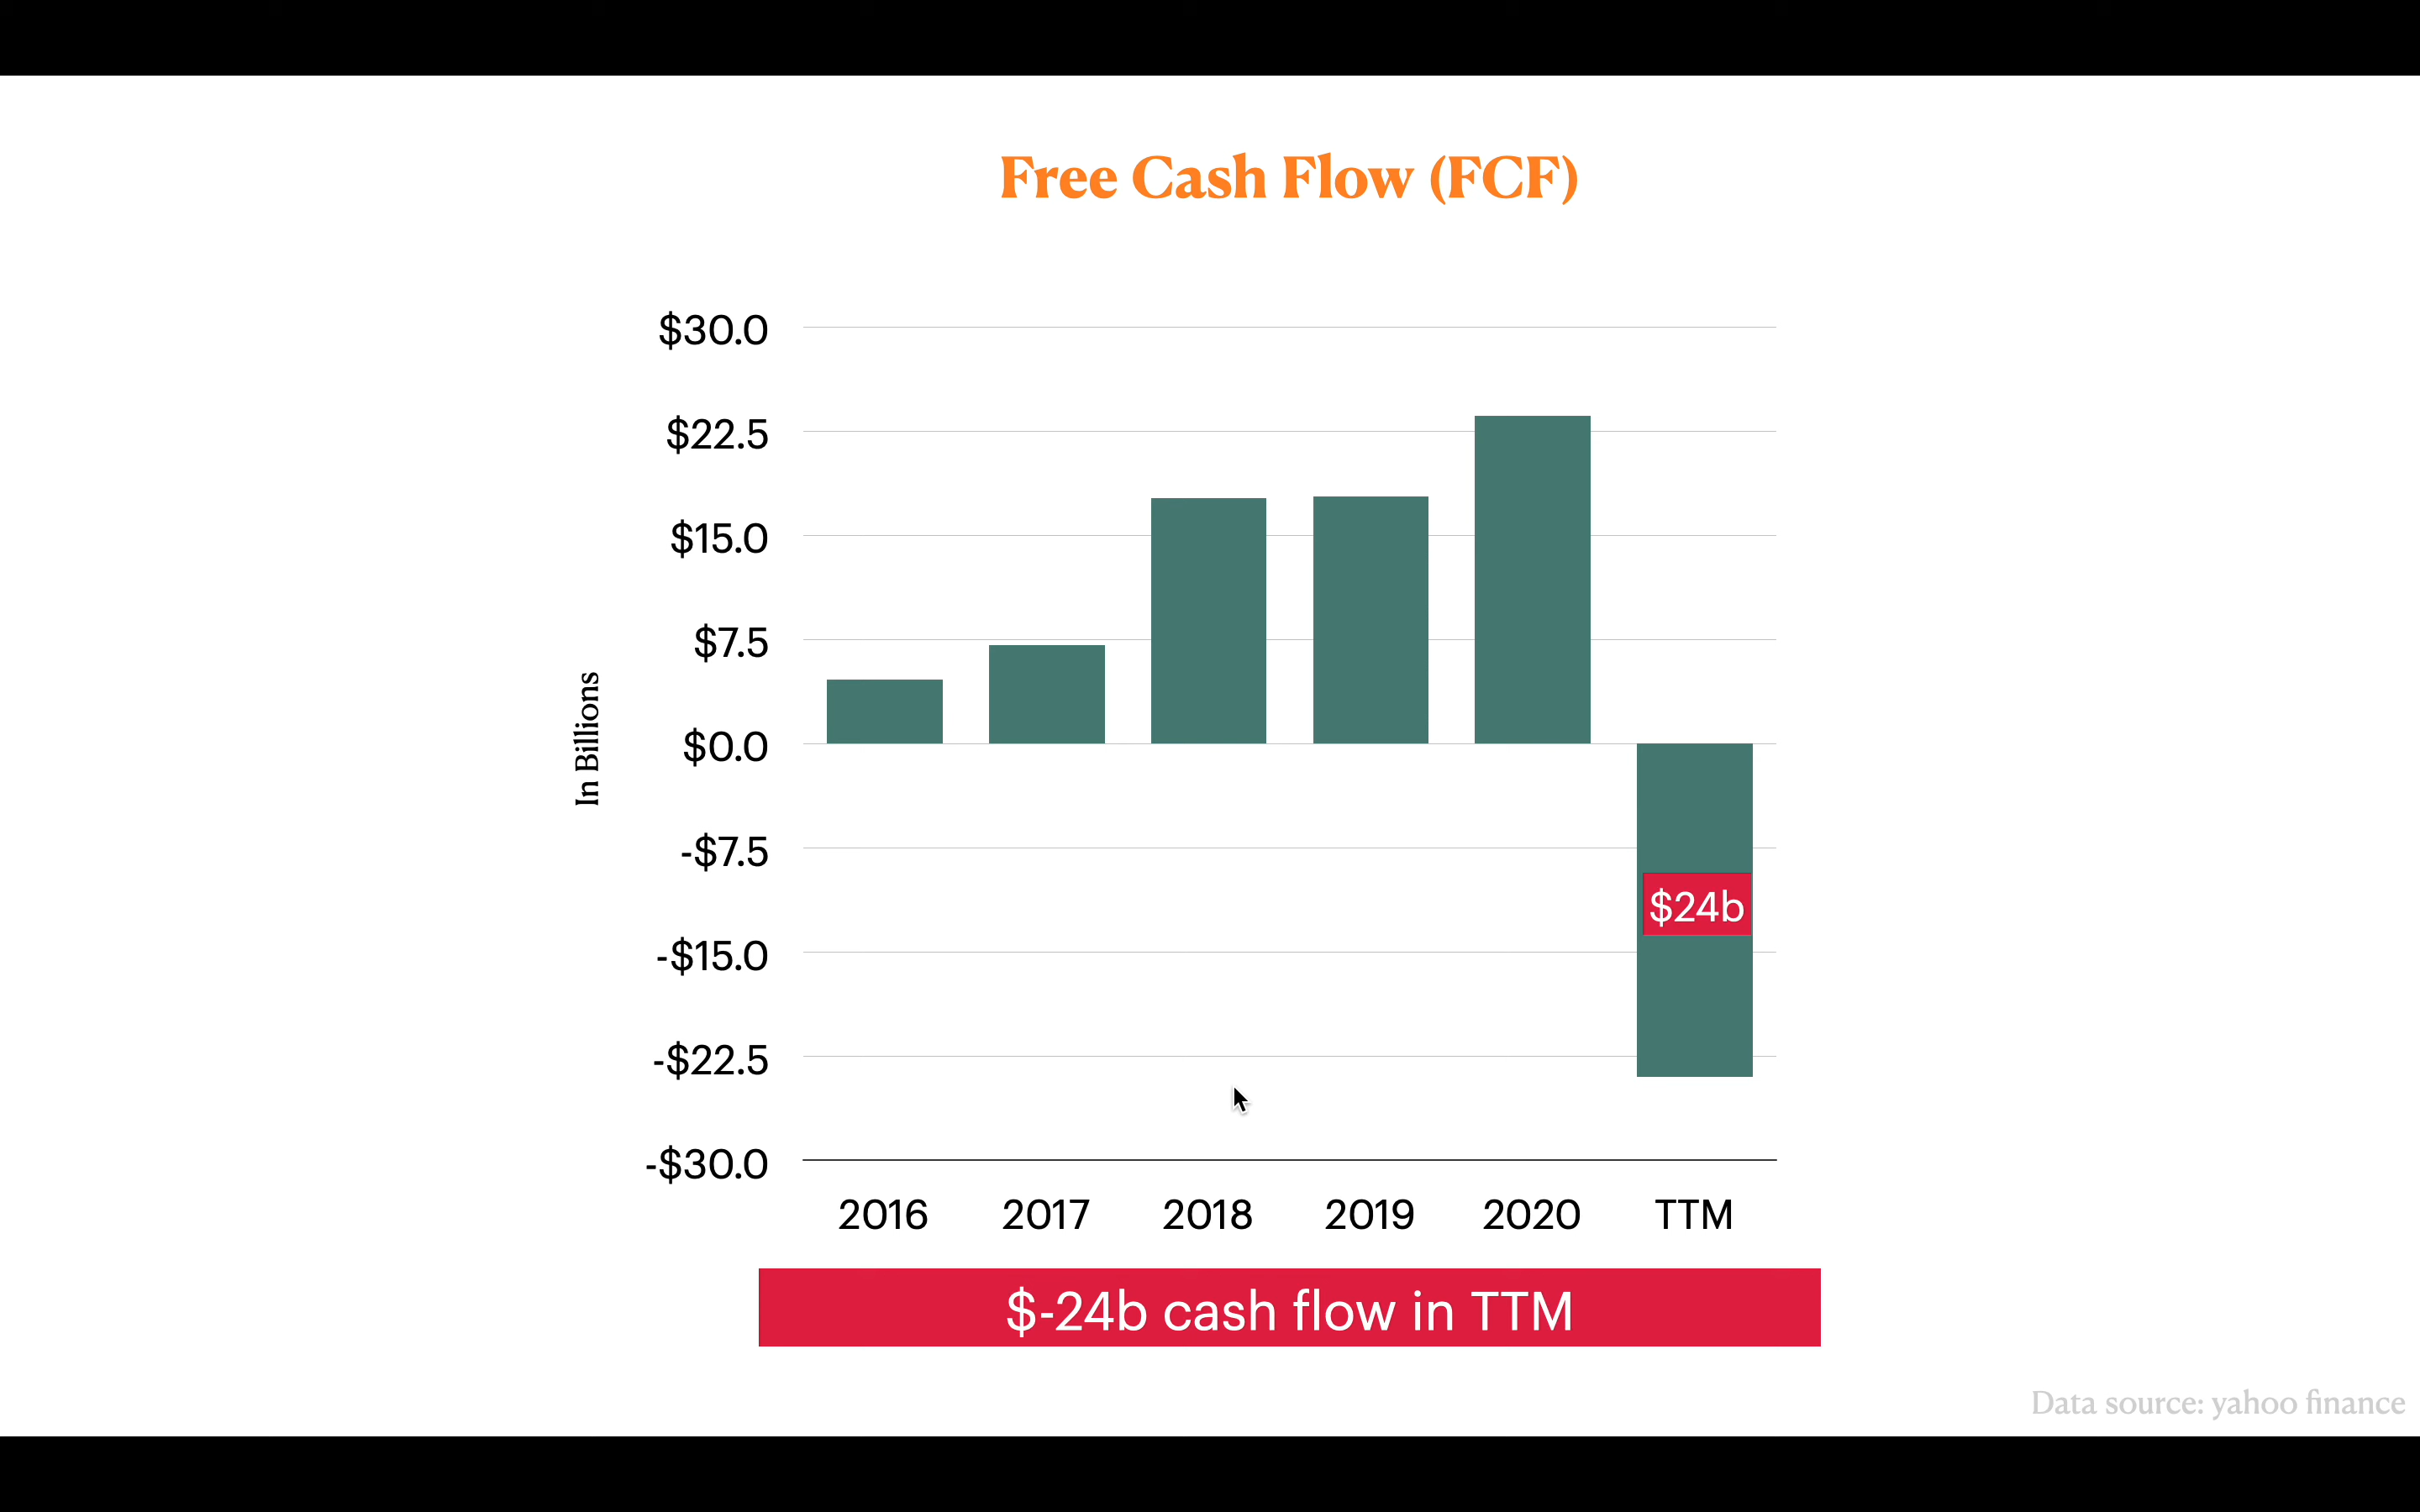 Free Cash Flow (FCF)
$30.0
$22.5
$15.0
$7.5
$0.0
-$7.5
-$15.0
-$22.5
-$30.0
In Billions
$24b
2016 2017 2018 2019 2020 TTM
$-24b cash flow in TTM
Data source: yahoo finance